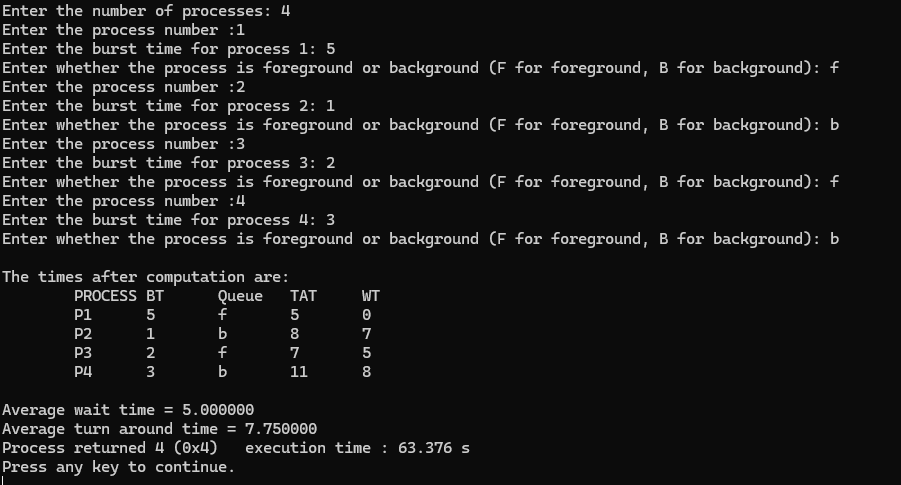 Enter the number of processes: 4
Enter the process number :1
Enter the burst time for process 1: 5
Enter whether the process is foreground or background (F for foreground, B for background): f
Enter the process number :2
Enter the burst time for process 2: 1
Enter whether the process is foreground or background (F for foreground, B for background): b
Enter the process number :3
Enter the burst time for process 3: 2
Enter whether the process is foreground or background (F for foreground, B for background): f
Enter the process number :4
Enter the burst time for process 4: 3
Enter whether the process is foreground or background (F for foreground, B for background): b

The times after computation are:
        PROCESS BT      Queue   TAT     WT
        P1      5       f       5       0
        P2      1       b       8       7
        P3      2       f       7       5
        P4      3       b       11      8

Average wait time = 5.000000
Average turn around time = 7.750000
Process returned 4 (0x4)   execution time : 63.376 s
Press any key to continue.